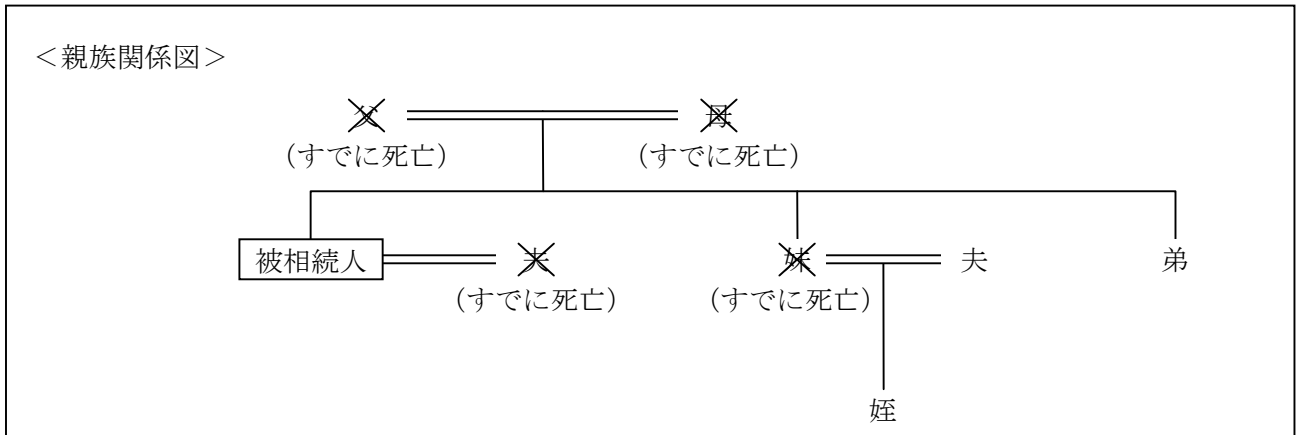 <親族関係図>
父 母
(すでに死亡) (すでに死亡)
被相続人 夫 妹 夫 弟
(すでに死亡) (すでに死亡)
姪